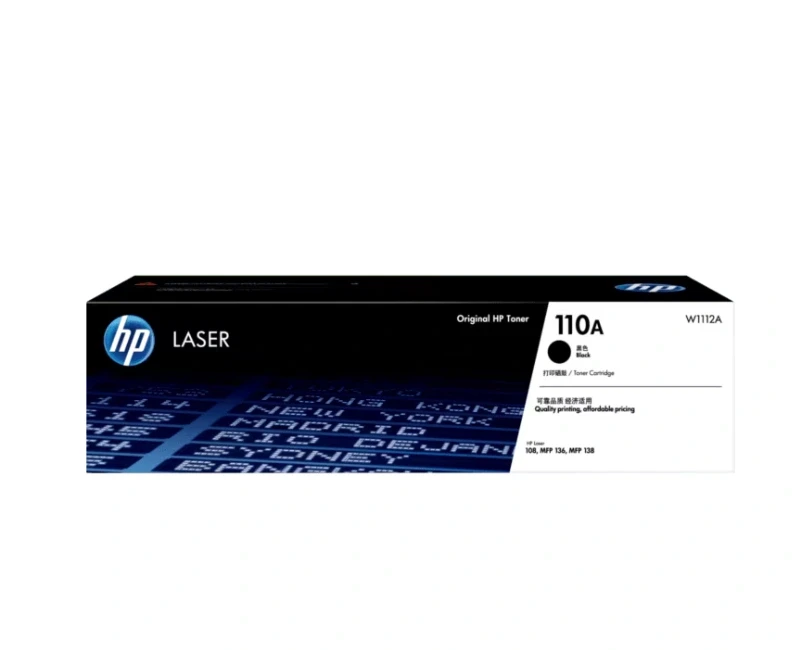 hp
hp
LASER
Original HP Toner
110A
W1112A
黑色
Black
打印硒鼓 / Toner Cartridge
可靠品质 经济适用
Quality printing, affordable pricing
HP Laser
108, MFP 136, MFP 138
HONG KONG
NEW YORK
MADRID
RIO DE JANE
SYDNEY